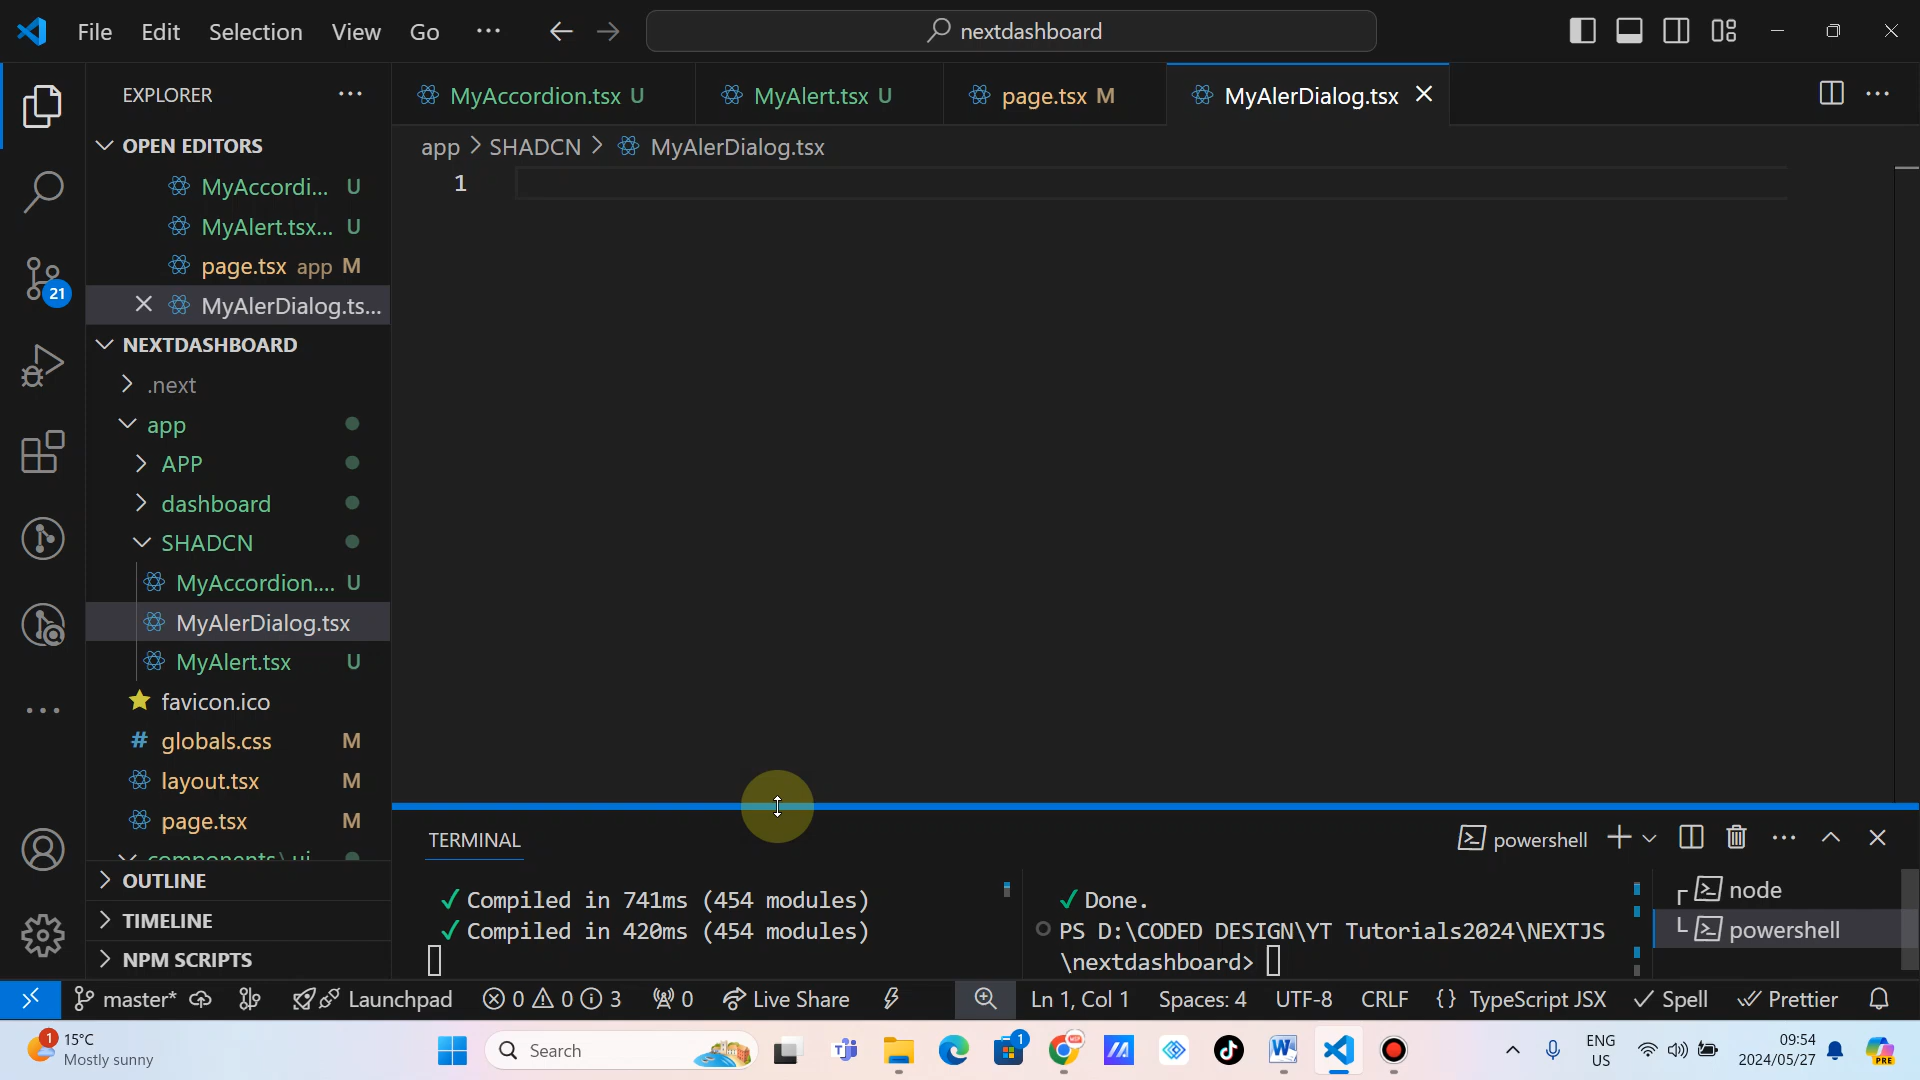 File Edit Selection View Go ··· nextdashboard
EXPLORER ···
MyAccordion.tsx U MyAlert.tsx U page.tsx M MyAlerDialog.tsx
app > SHADCN > MyAlerDialog.tsx
1
OPEN EDITORS
MyAccordi... U
MyAlert.tsx... U
page.tsx app M
MyAlerDialog.ts...
21
NEXTDASHBOARD
.next
app
APP
dashboard
SHADCN
MyAccordion.... U
MyAlerDialog.tsx
MyAlert.tsx U
favicon.ico
globals.css M
layout.tsx M
page.tsx M
components\ui
OUTLINE
TIMELINE
NPM SCRIPTS
TERMINAL
powershell
✓ Compiled in 741ms (454 modules)
✓ Compiled in 420ms (454 modules)
✓ Done.
PS D:\CODED DESIGN\YT Tutorials2024\NEXTJS
\nextdashboard>
node
powershell
master* Launchpad 0 0 3 0 Live Share Ln 1, Col 1 Spaces: 4 UTF-8 CRLF {} TypeScript JSX Spell Prettier
1
15°C
Mostly sunny
Search
1
ENG
US
09:54
2024/05/27
PRE